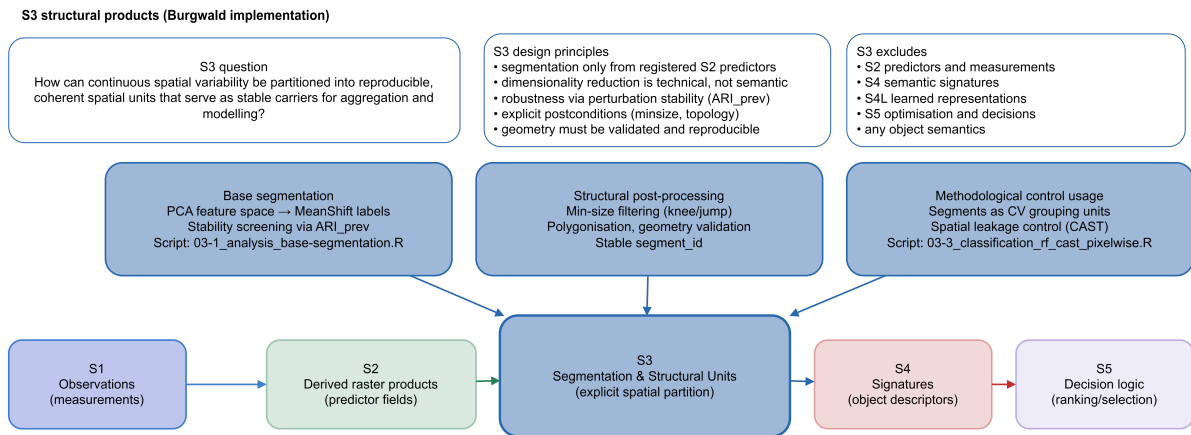 S3 structural products (Burgwald implementation)
S3 question
How can continuous spatial variability be partitioned into reproducible,
coherent spatial units that serve as stable carriers for aggregation and
modelling?
S3 design principles
• segmentation only from registered S2 predictors
• dimensionality reduction is technical, not semantic
• robustness via perturbation stability (ARI_prev)
• explicit postconditions (minsize, topology)
• geometry must be validated and reproducible
S3 excludes
• S2 predictors and measurements
• S4 semantic signatures
• S4L learned representations
• S5 optimisation and decisions
• any object semantics
Base segmentation
PCA feature space → MeanShift labels
Stability screening via ARI_prev
Script: 03-1_analysis_base-segmentation.R
Structural post-processing
Min-size filtering (knee/jump)
Polygonisation, geometry validation
Stable segment_id
Methodological control usage
Segments as CV grouping units
Spatial leakage control (CAST)
Script: 03-3_classification_rf_cast_pixelwise.R
S1
Observations
(measurements)
S2
Derived raster products
(predictor fields)
S3
Segmentation & Structural Units
(explicit spatial partition)
S4
Signatures
(object descriptors)
S5
Decision logic
(ranking/selection)